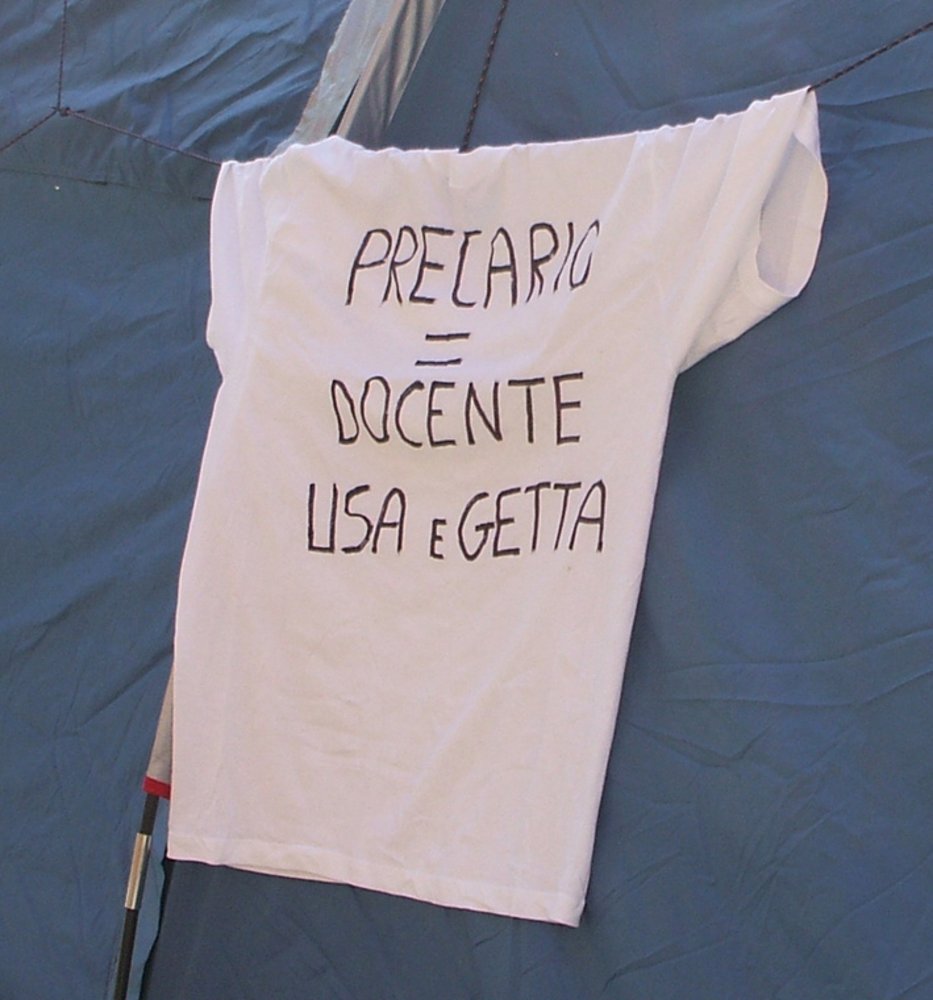 PRECARIO
=
DOCENTE
USA E GETTA